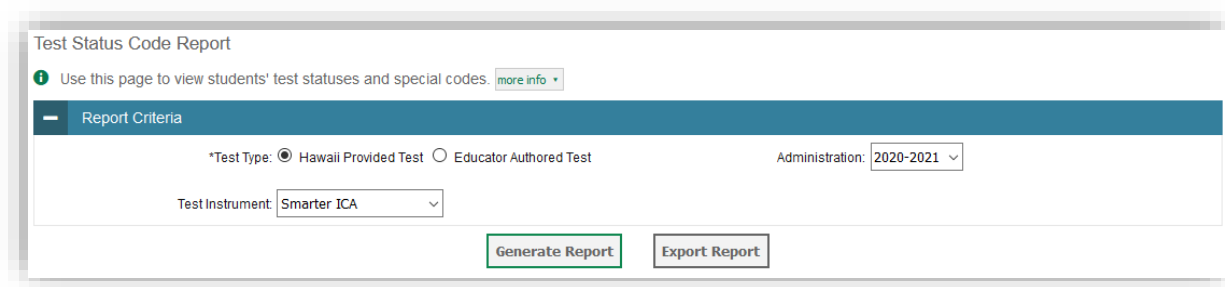 Test Status Code Report
Use this page to view students' test statuses and special codes. more info
Report Criteria
*Test Type: Hawaii Provided Test Educator Authored Test Administration: 2020-2021
Test Instrument: Smarter ICA
Generate Report Export Report